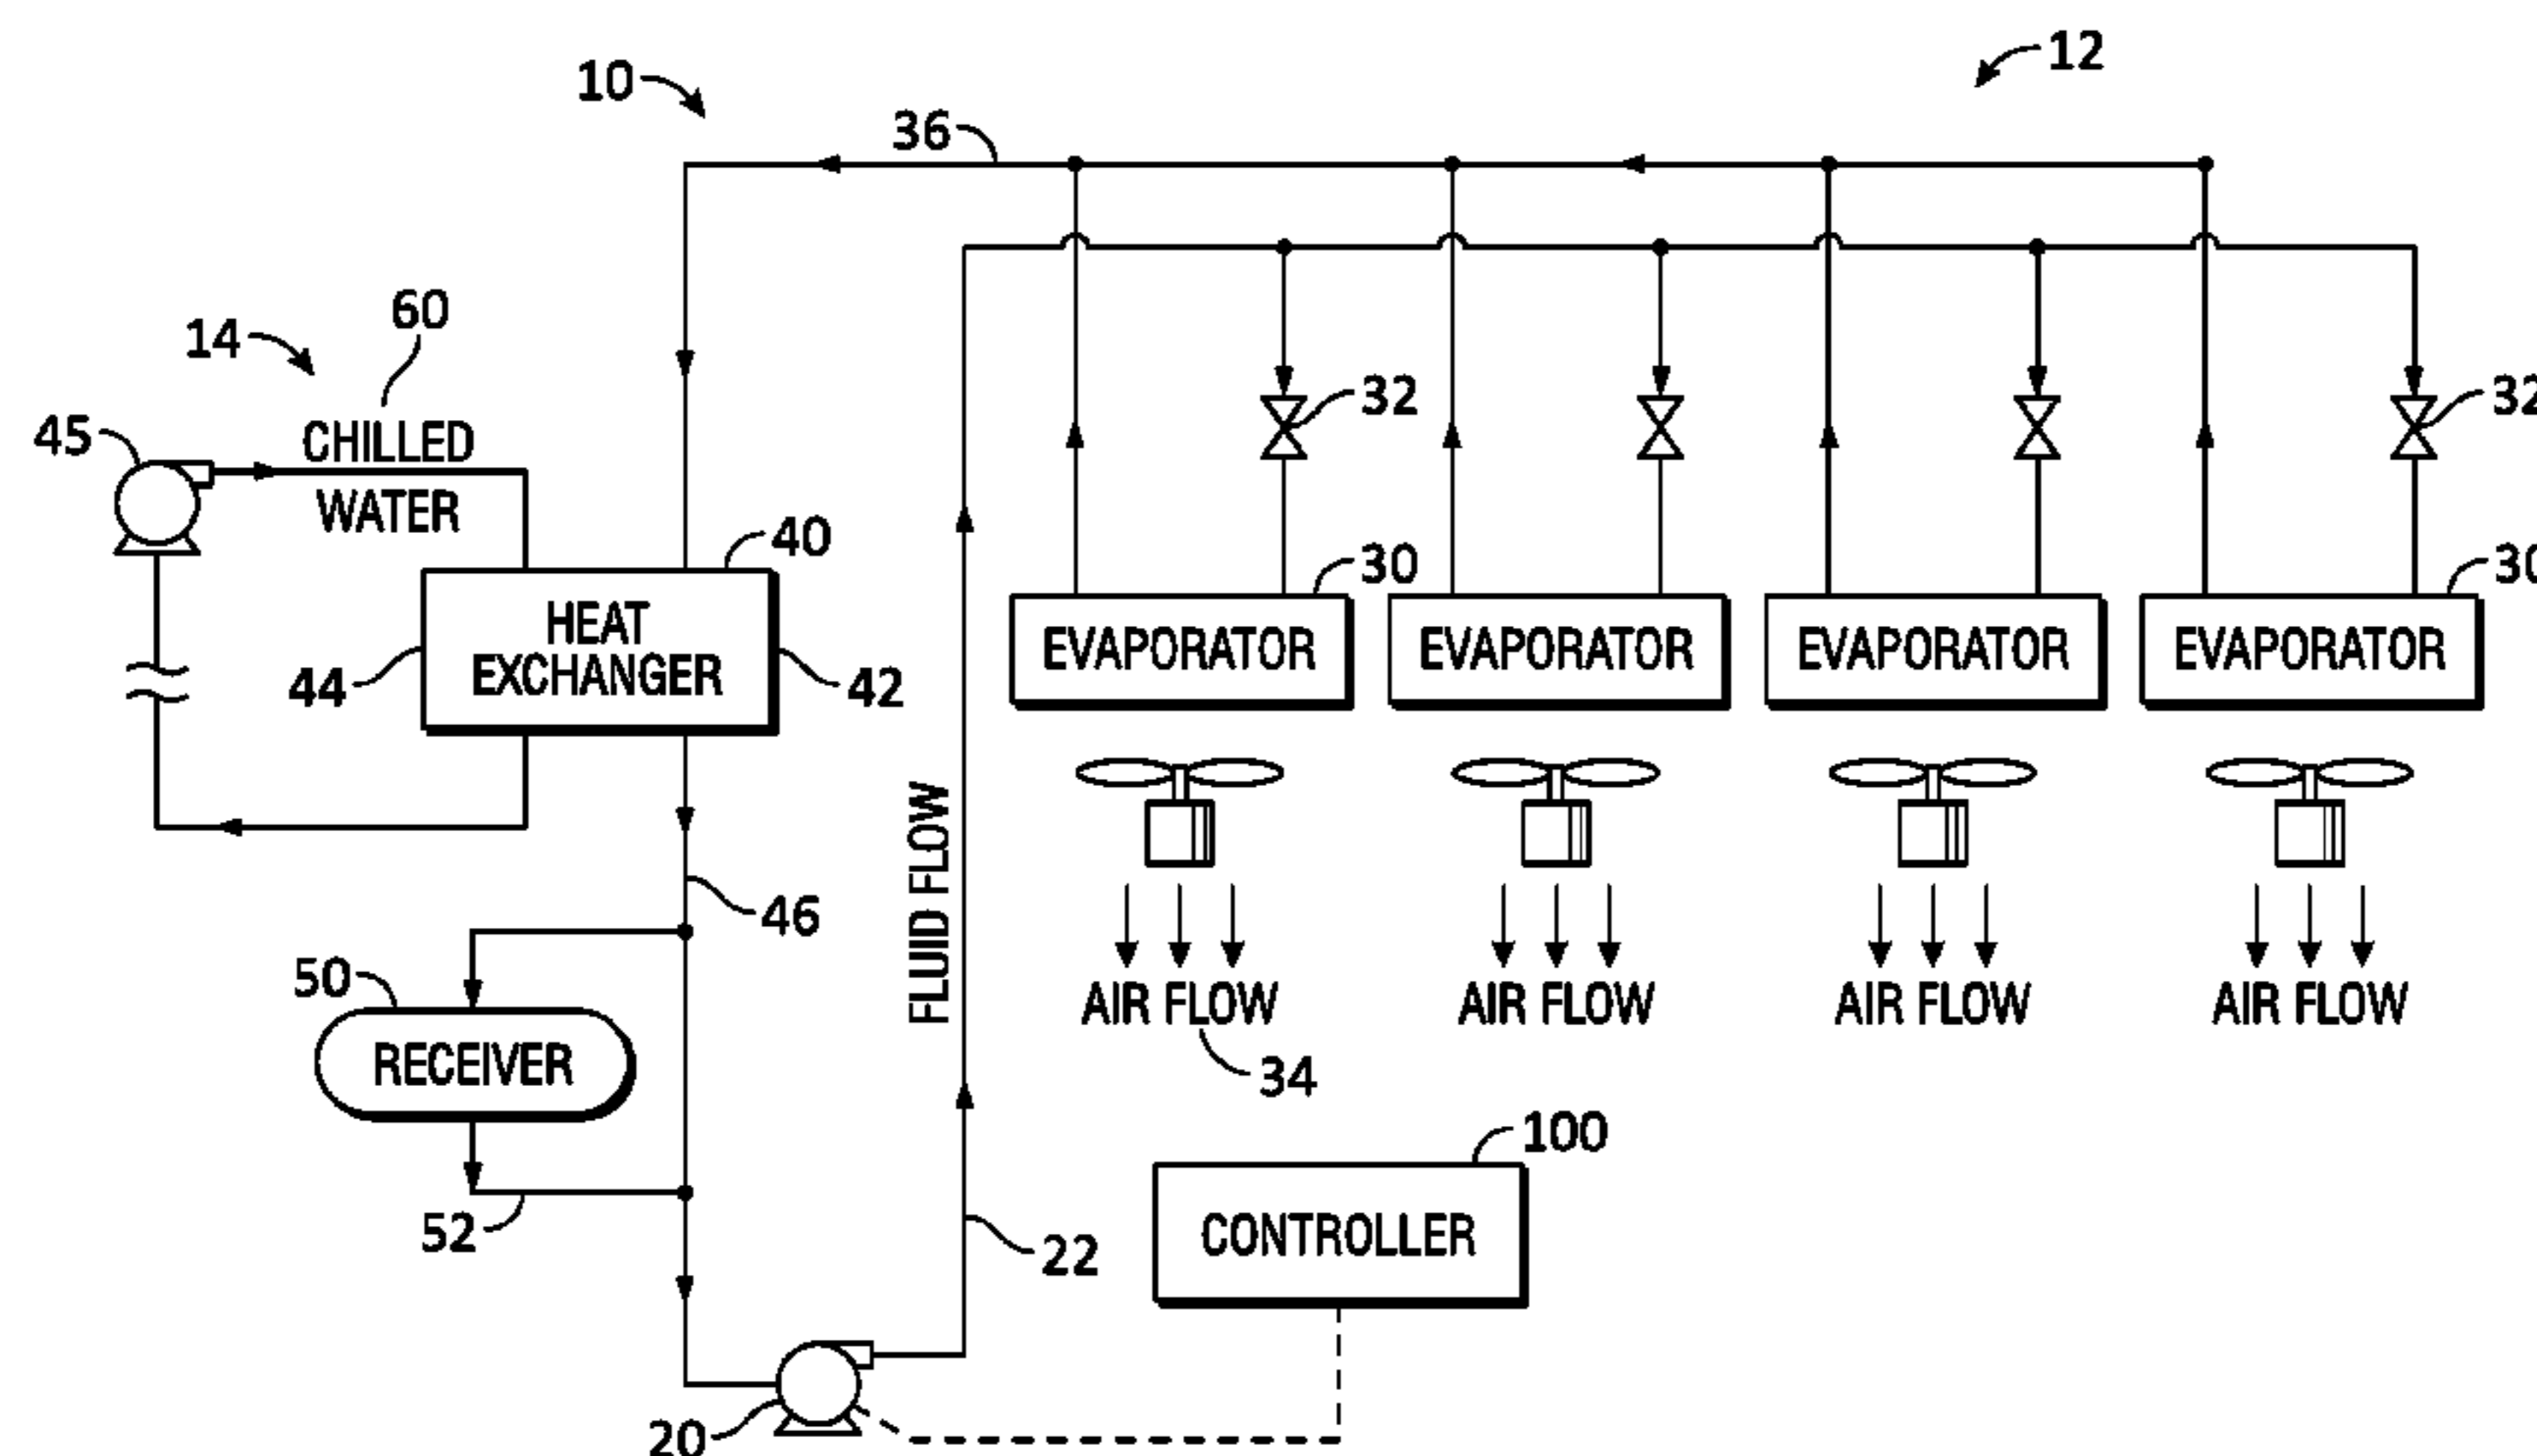 10
12
36
60
14
CHILLED
WATER
45
32
32
40
30
30
HEAT
EXCHANGER
44
42
EVAPORATOR
EVAPORATOR
EVAPORATOR
EVAPORATOR
FLUID FLOW
46
50
RECEIVER
AIR FLOW
AIR FLOW
AIR FLOW
AIR FLOW
34
100
52
22
CONTROLLER
20